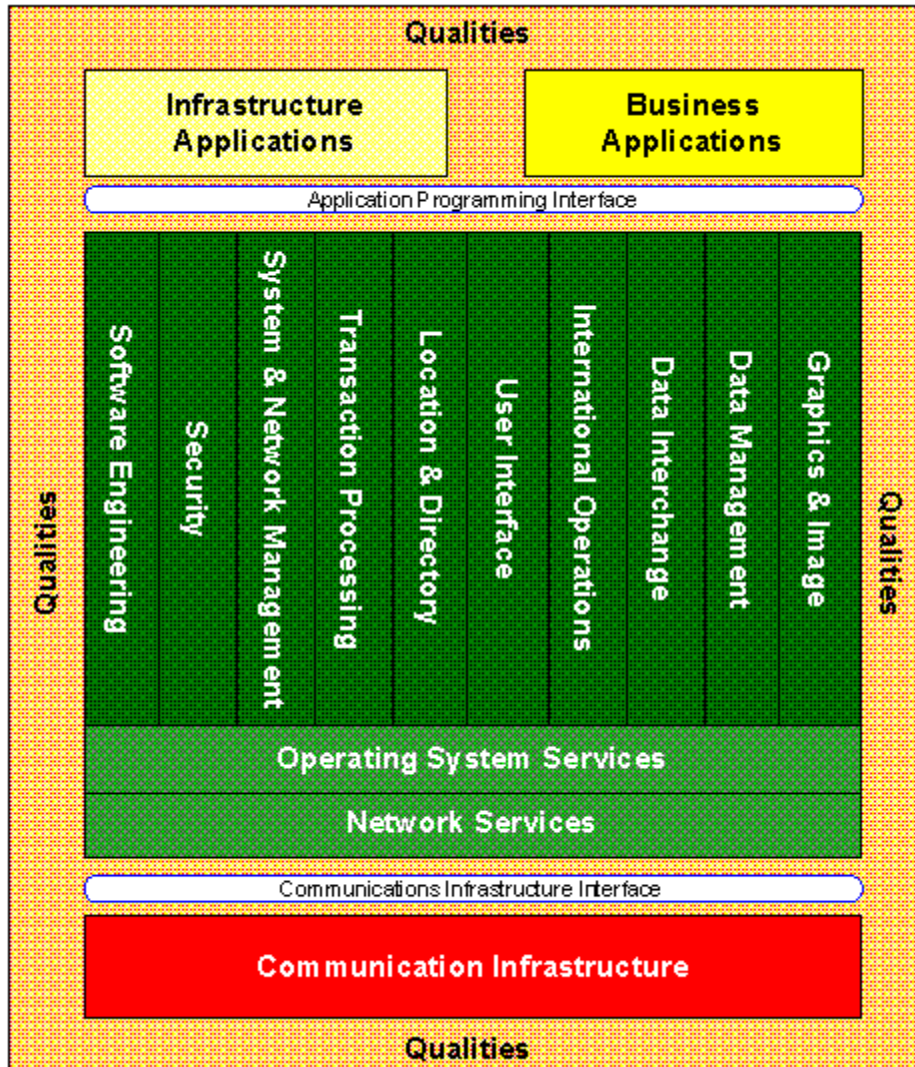 Qualities
Infrastructure
Applications
Business
Applications
Application Programming Interface
Qualities
Software Engineering
Security
System & Network Management
Transaction Processing
Location & Directory
User Interface
International Operations
Data Interchange
Data Management
Graphics & Image
Qualities
Operating System Services
Network Services
Communications Infrastructure Interface
Communication Infrastructure
Qualities